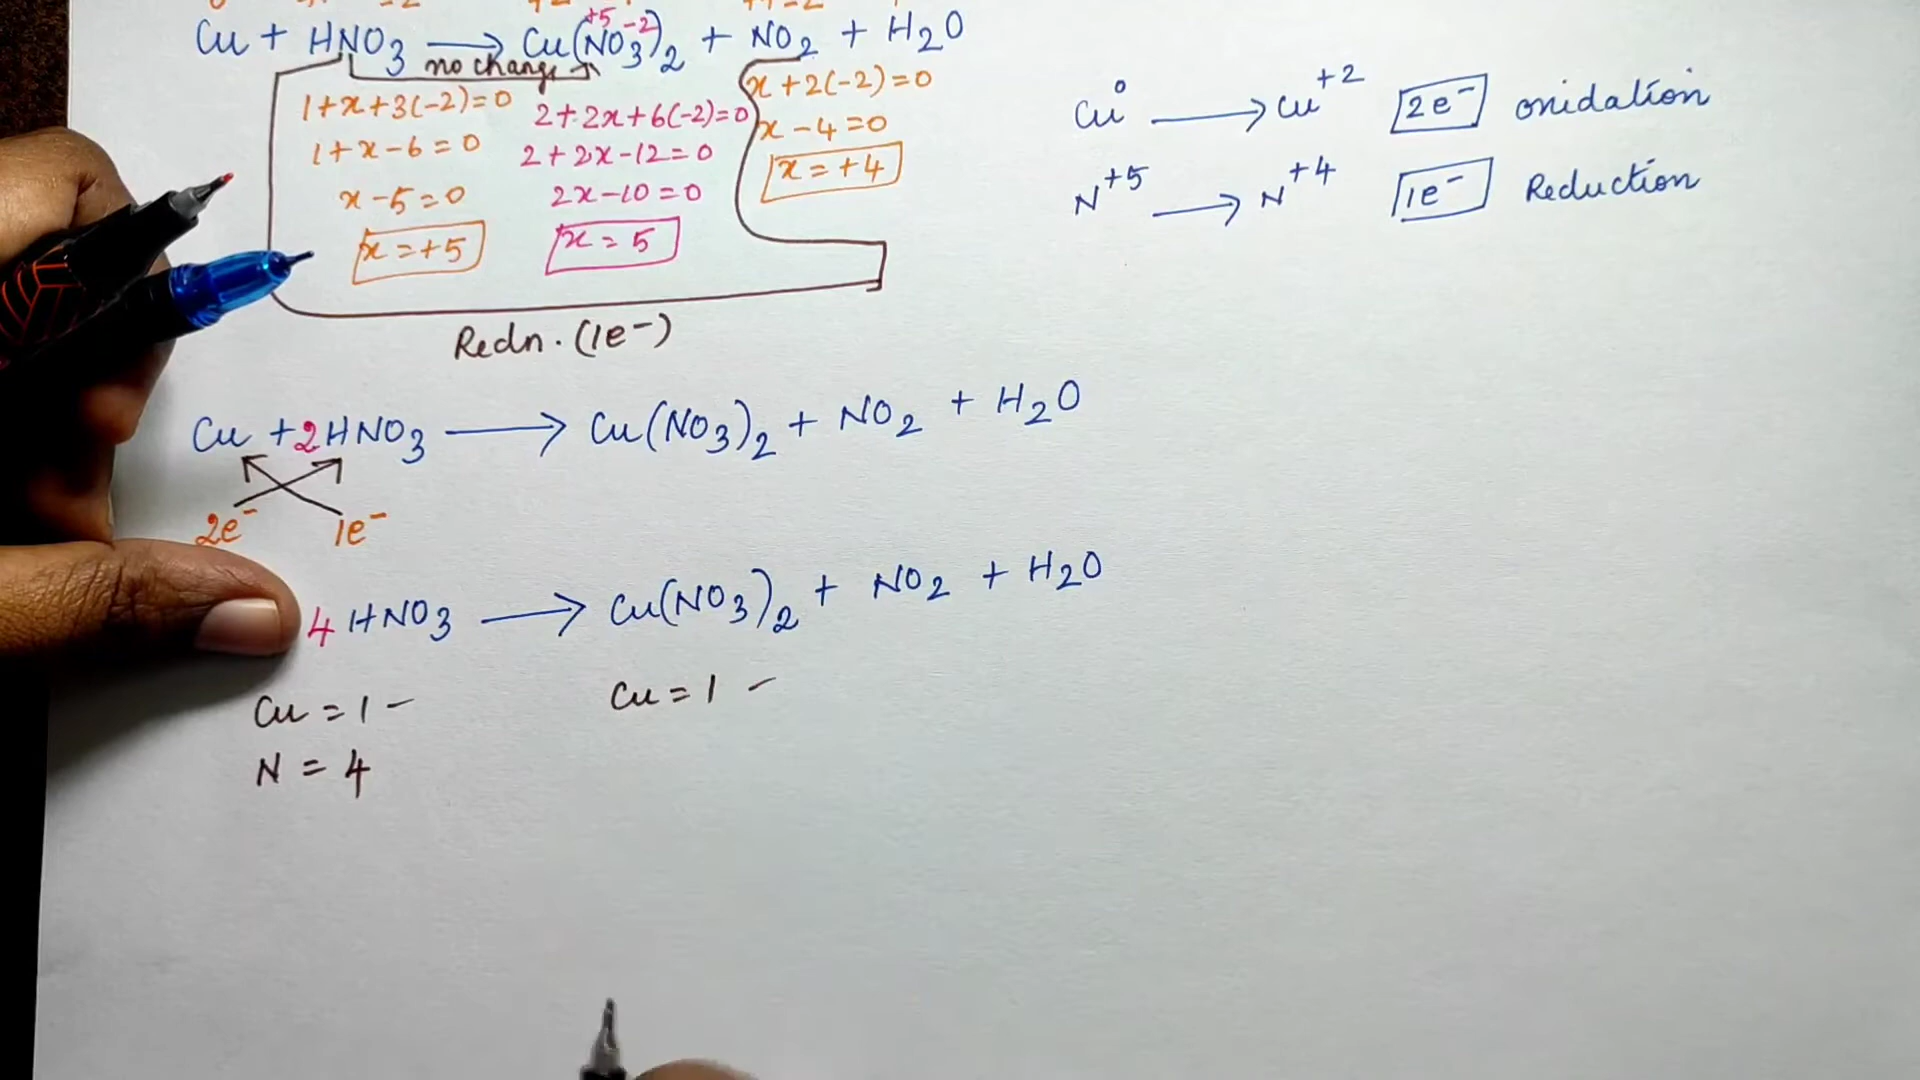 Cu + HNO3 → Cu(NO3)2 + NO2 + H2O
+5 -2
no change
1+x+3(-2)=0
1+x-6=0
x-5=0
x=+5
2+2x+6(-2)=0
2+2x-12=0
2x-10=0
x=5
x+2(-2)=0
x-4=0
x=+4
Redn. (1e-)
Cu0 → Cu+2 2e- onidation
N+5 → N+4 1e- Reduction
Cu + 2HNO3 → Cu(NO3)2 + NO2 + H2O
2e- 1e-
4 HNO3 → Cu(NO3)2 + NO2 + H2O
Cu = 1 - Cu = 1 -
N = 4